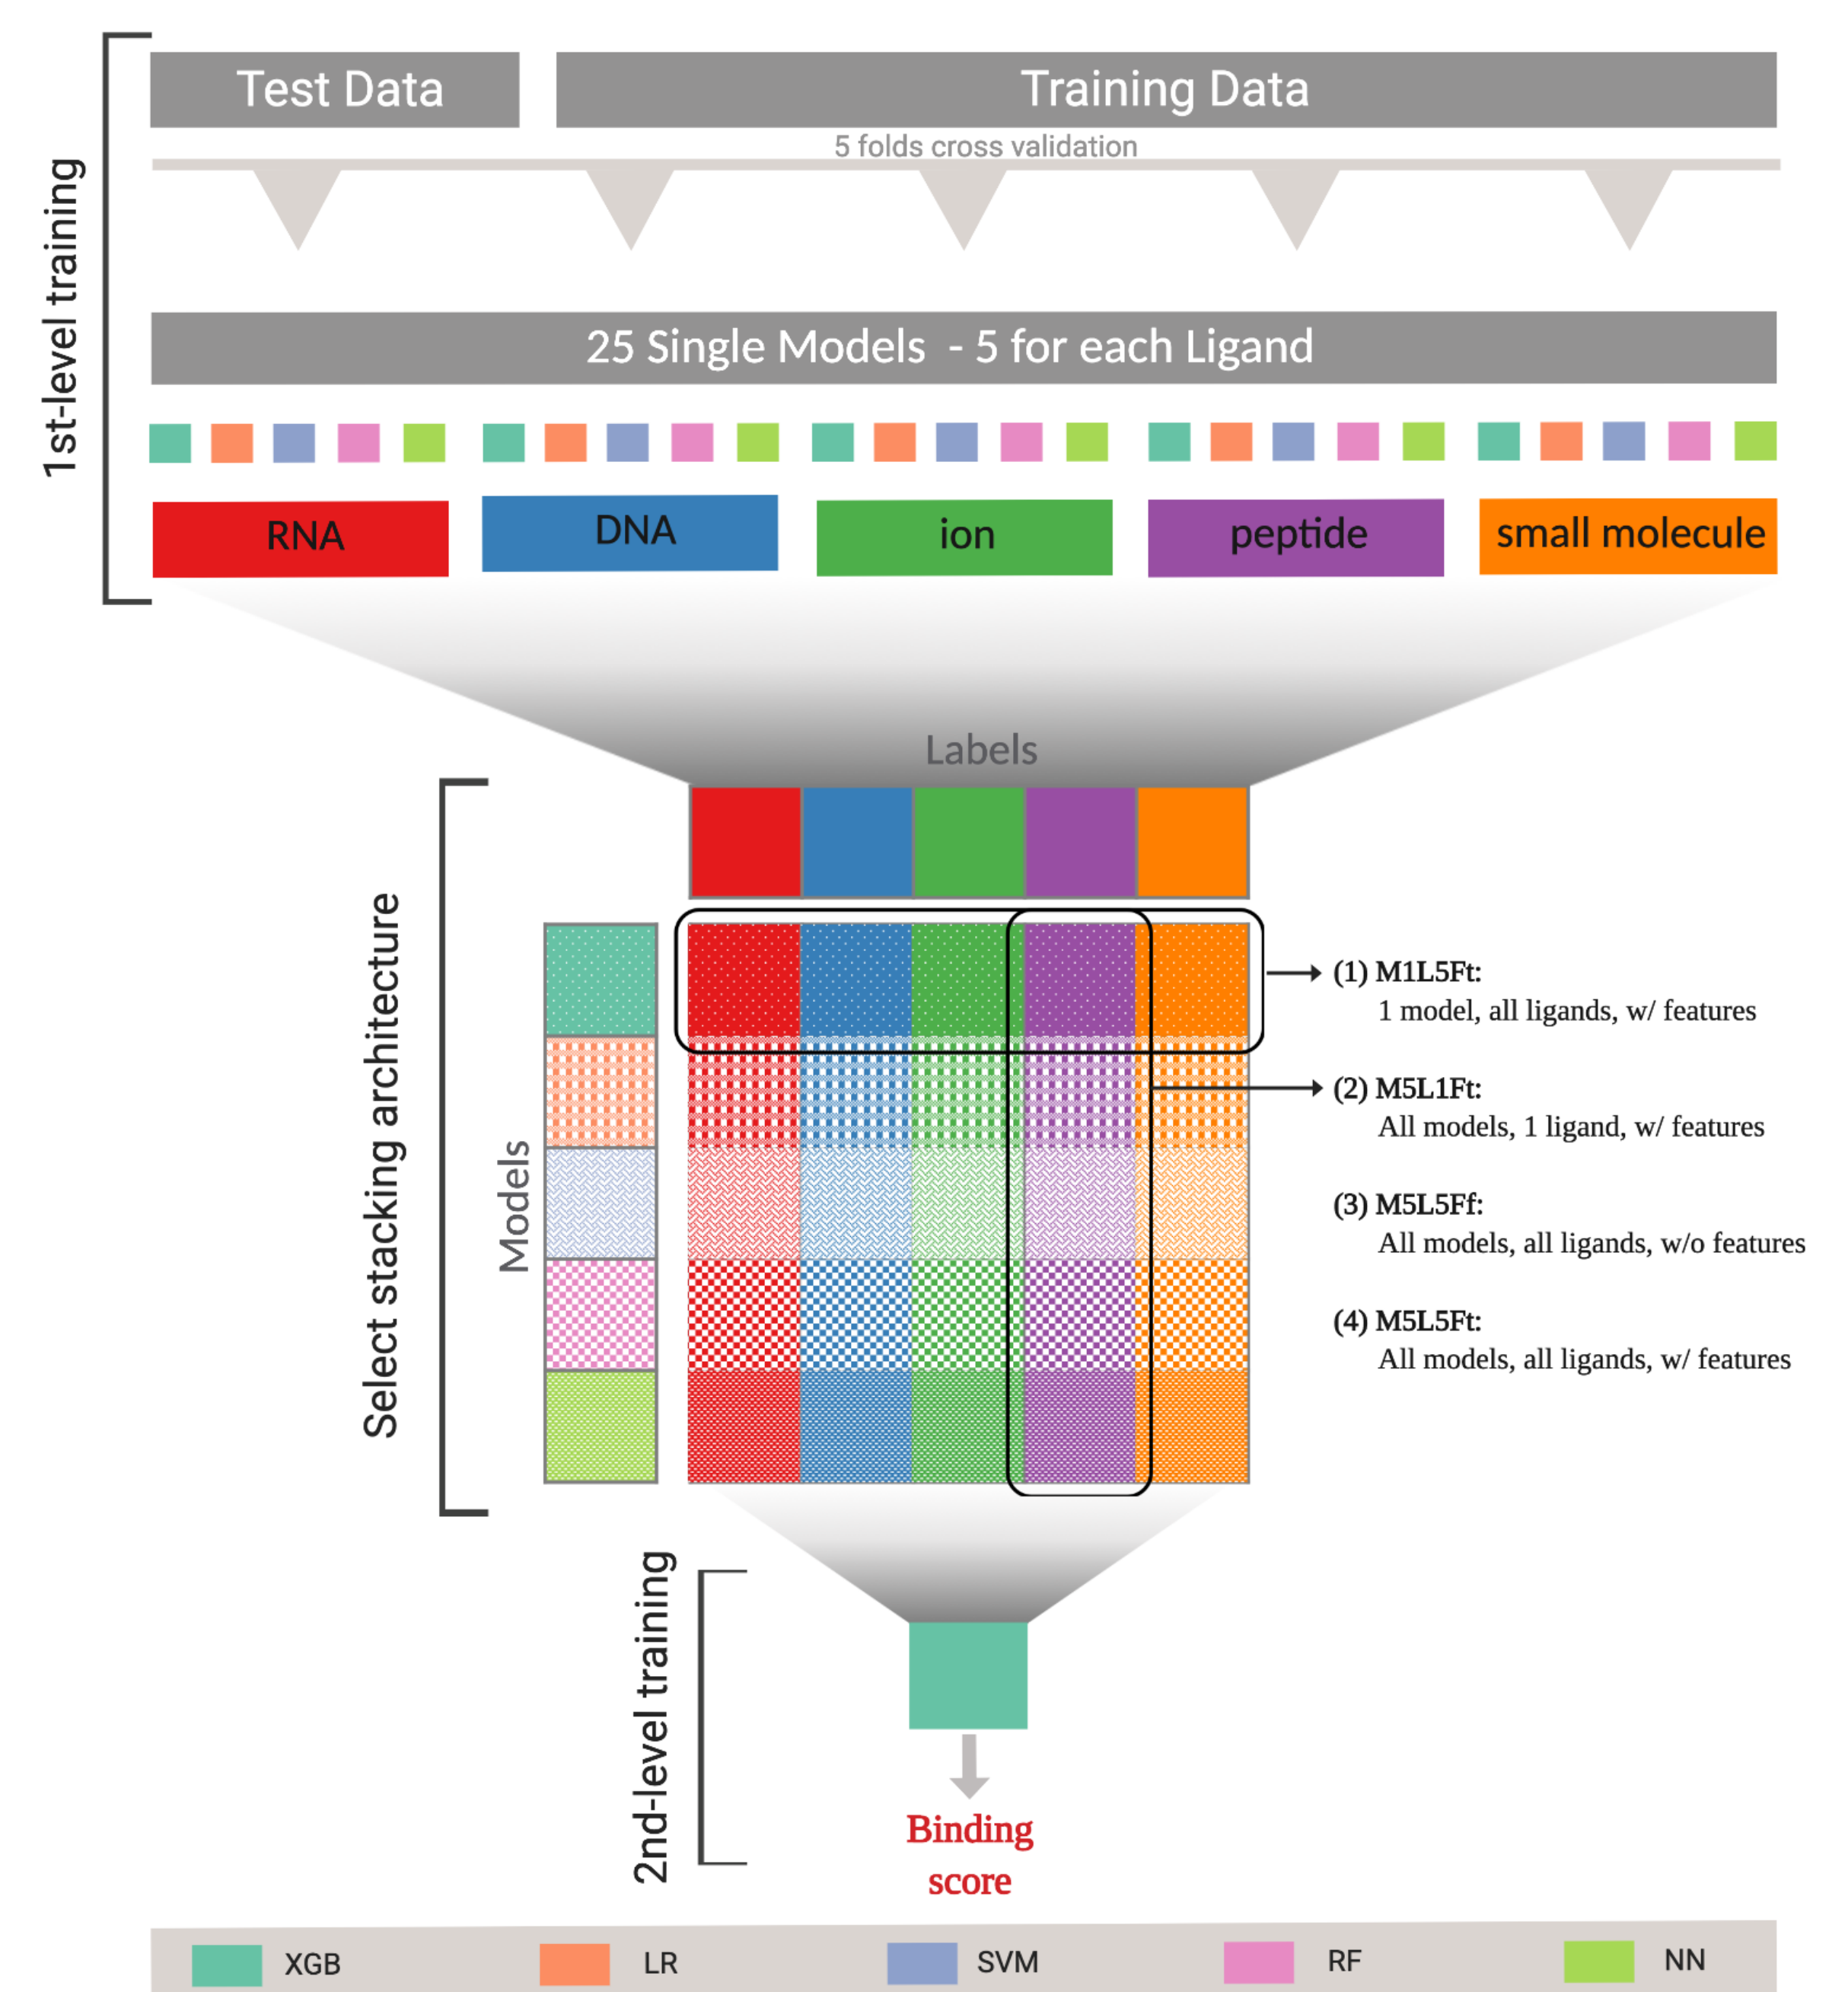 Test Data
Training Data
5 folds cross validation
1st-level training
25 Single Models - 5 for each Ligand
RNA
DNA
ion
peptide
small molecule
Labels
Select stacking architecture
Models
(1) M1L5Ft:
1 model, all ligands, w/ features
(2) M5L1Ft:
All models, 1 ligand, w/ features
(3) M5L5Ff:
All models, all ligands, w/o features
(4) M5L5Ft:
All models, all ligands, w/ features
2nd-level training
Binding
score
XGB
LR
SVM
RF
NN